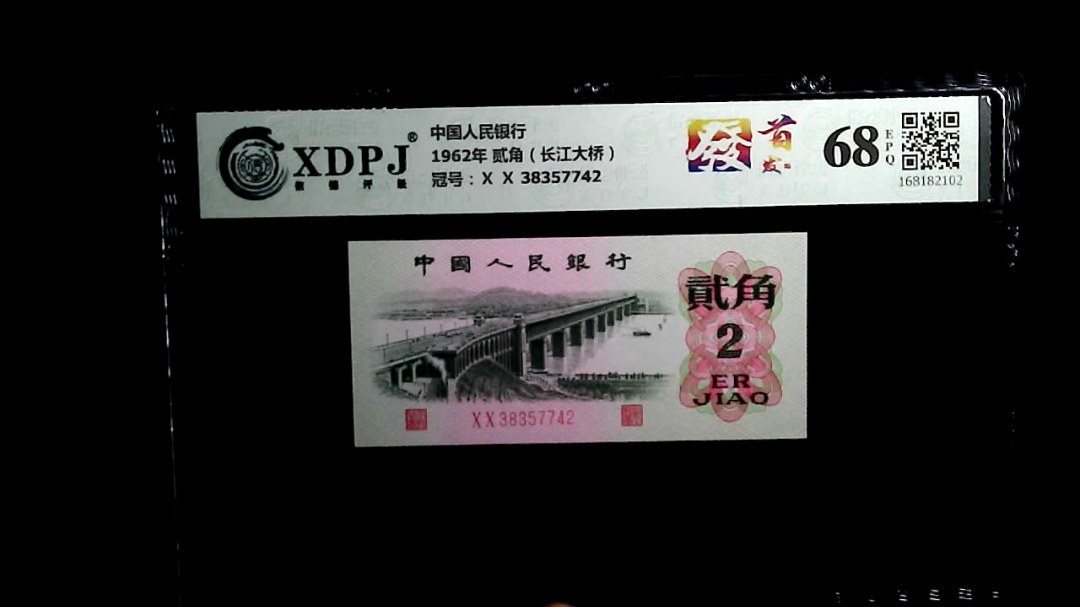 XDPJ®
中国人民银行
1962年 贰角（长江大桥）
冠号：X X 38357742
發
首
发
68
EPQ
168182102
中國人民銀行
貳角
2
ER
JIAO
XX38357742